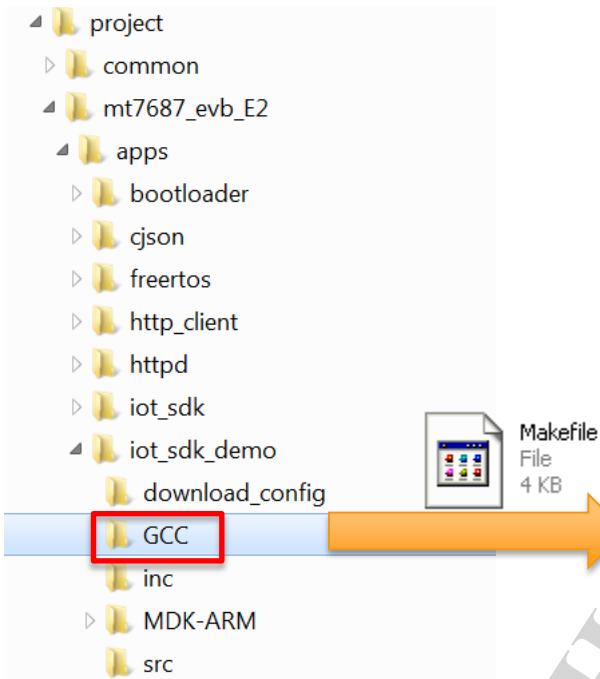 project
common
mt7687_evb_E2
apps
bootloader
cjson
freertos
http_client
httpd
iot_sdk
iot_sdk_demo
download_config
GCC
inc
MDK-ARM
src
Makefile
File
4 KB